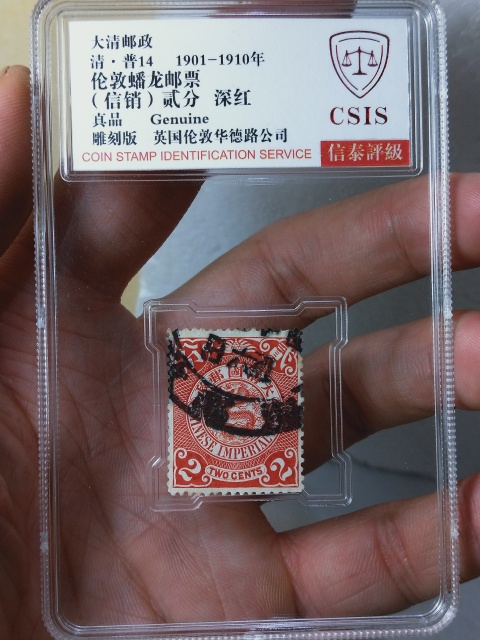 大清邮政
清·普14 1901-1910年
伦敦蟠龙邮票
(信销)贰分 深红
真品 Genuine
雕刻版 英国伦敦华德路公司
COIN STAMP IDENTIFICATION SERVICE
CSIS
信泰評級
2 TWO CENTS 2